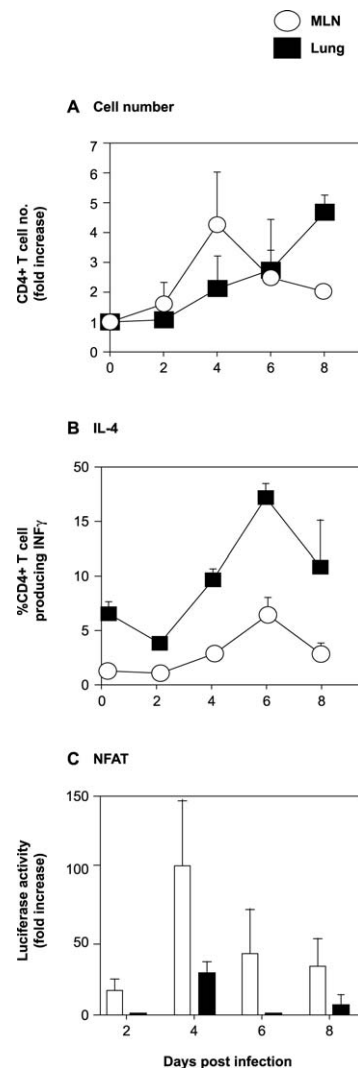 MLN
Lung
A Cell number
7
6
5
4
3
2
1
0 2 4 6 8
CD4+ T cell no.
(fold increase)
B IL-4
50
15
10
5
0
0 2 4 6 8
%CD4+ T cell
producing INFγ
C NFAT
150
100
50
0
2 4 6 8
Luciferase activity
(fold increase)
Days post infection